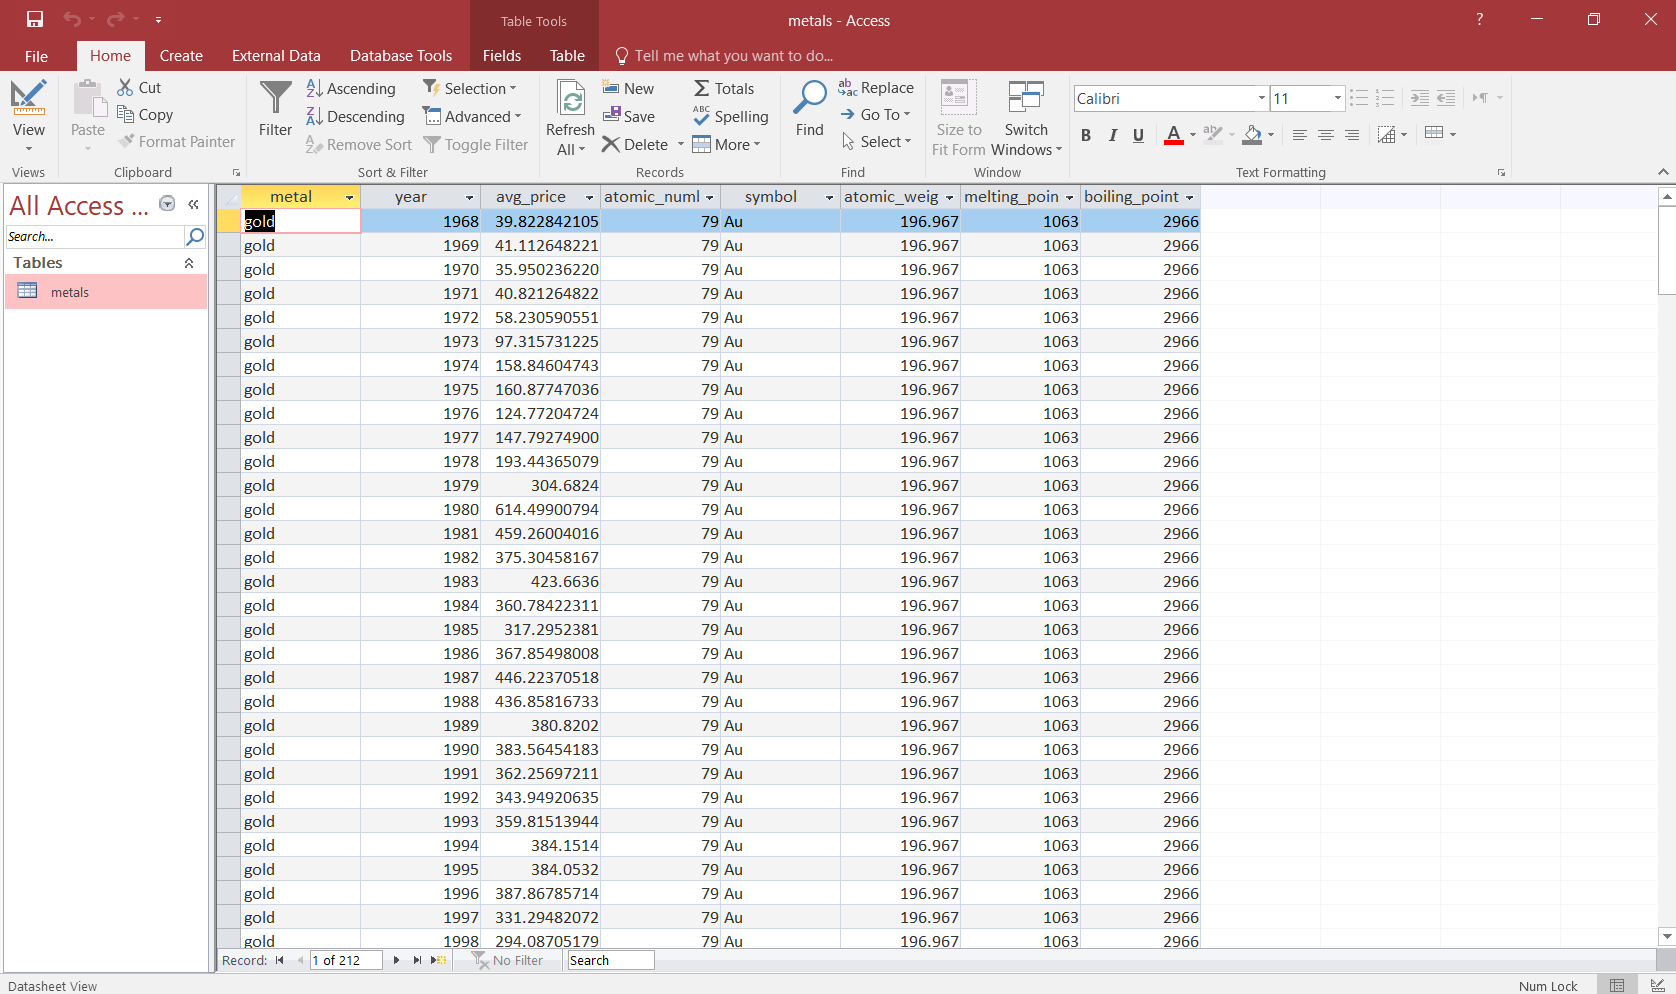 Table Tools
metals - Access
?
File Home Create External Data Database Tools Fields Table Tell me what you want to do...
View
Views
Paste
Cut
Copy
Format Painter
Clipboard
Filter
Ascending
Descending
Remove Sort
Selection
Advanced
Toggle Filter
Sort & Filter
Refresh
All
New
Save
Delete
Totals
Spelling
More
Records
Find
Replace
Go To
Select
Find
Size to
Fit Form
Switch
Windows
Window
Calibri 11
B I U A
Text Formatting
All Access ...
Search...
Tables
metals
metal year avg_price atomic_numl symbol atomic_weig melting_poin boiling_point
gold 1968 39.822842105 79 Au 196.967 1063 2966
gold 1969 41.112648221 79 Au 196.967 1063 2966
gold 1970 35.950236220 79 Au 196.967 1063 2966
gold 1971 40.821264822 79 Au 196.967 1063 2966
gold 1972 58.230590551 79 Au 196.967 1063 2966
gold 1973 97.315731225 79 Au 196.967 1063 2966
gold 1974 158.84604743 79 Au 196.967 1063 2966
gold 1975 160.87747036 79 Au 196.967 1063 2966
gold 1976 124.77204724 79 Au 196.967 1063 2966
gold 1977 147.79274900 79 Au 196.967 1063 2966
gold 1978 193.44365079 79 Au 196.967 1063 2966
gold 1979 304.6824 79 Au 196.967 1063 2966
gold 1980 614.49900794 79 Au 196.967 1063 2966
gold 1981 459.26004016 79 Au 196.967 1063 2966
gold 1982 375.30458167 79 Au 196.967 1063 2966
gold 1983 423.6636 79 Au 196.967 1063 2966
gold 1984 360.78422311 79 Au 196.967 1063 2966
gold 1985 317.2952381 79 Au 196.967 1063 2966
gold 1986 367.85498008 79 Au 196.967 1063 2966
gold 1987 446.22370518 79 Au 196.967 1063 2966
gold 1988 436.85816733 79 Au 196.967 1063 2966
gold 1989 380.8202 79 Au 196.967 1063 2966
gold 1990 383.56454183 79 Au 196.967 1063 2966
gold 1991 362.25697211 79 Au 196.967 1063 2966
gold 1992 343.94920635 79 Au 196.967 1063 2966
gold 1993 359.81513944 79 Au 196.967 1063 2966
gold 1994 384.1514 79 Au 196.967 1063 2966
gold 1995 384.0532 79 Au 196.967 1063 2966
gold 1996 387.86785714 79 Au 196.967 1063 2966
gold 1997 331.29482072 79 Au 196.967 1063 2966
gold 1998 294.08705179 79 Au 196.967 1063 2966
Record: 1 of 212 No Filter Search
Datasheet View Num Lock